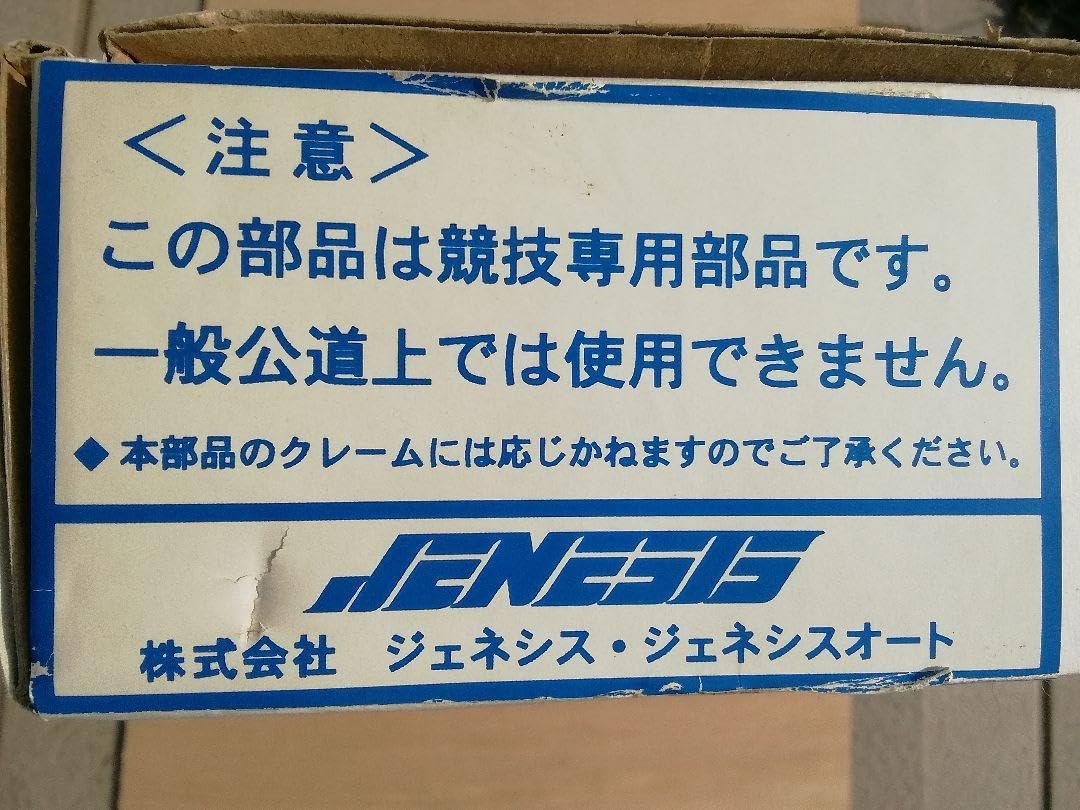 <注意>
この部品は競技専用部品です。
一般公道上では使用できません。
◆本部品のクレームには応じかねますのでご了承ください。
JENESIS
株式会社 ジェネシス・ジェネシスオート